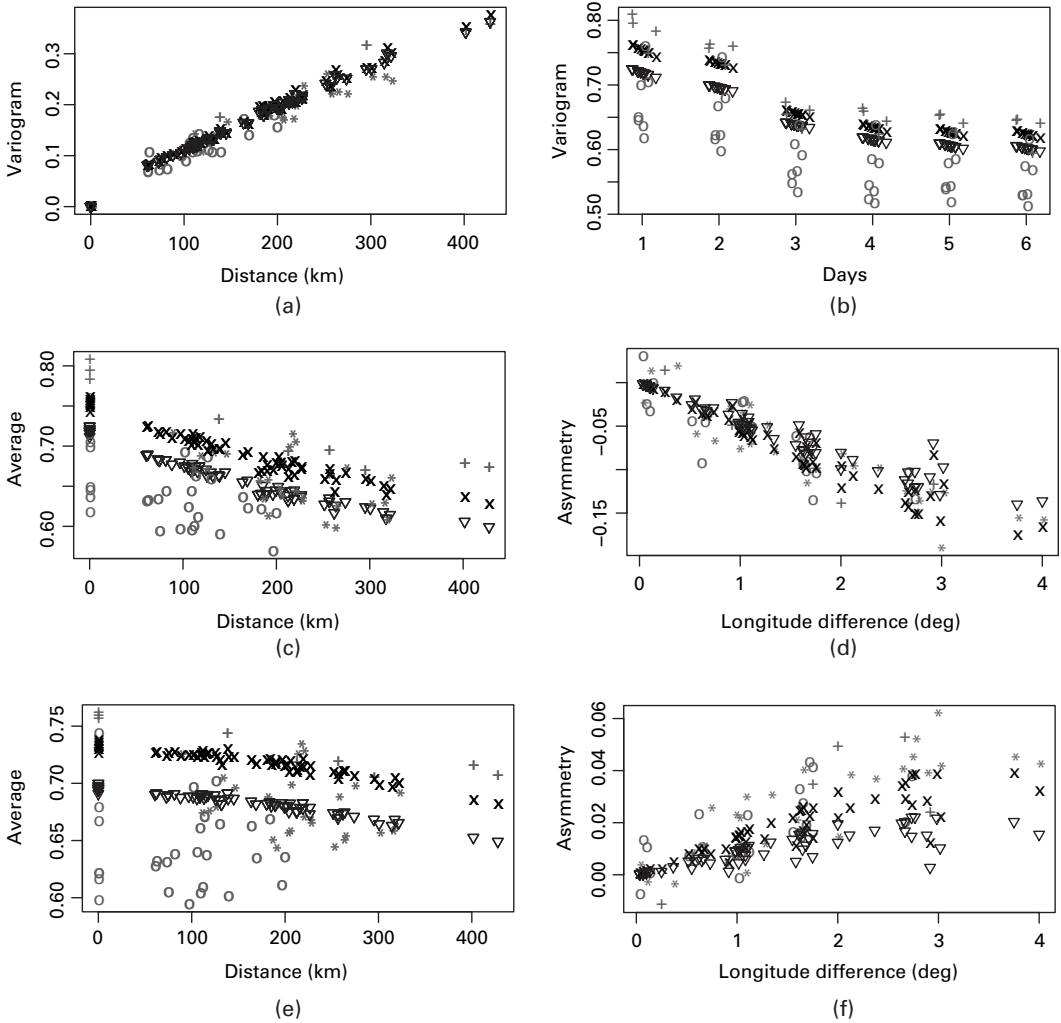 Variogram
0.0 0.1 0.2 0.3
0 100 200 300 400
Distance (km)
(a)
Variogram
0.50 0.60 0.70 0.80
1 2 3 4 5 6
Days
(b)
Average
0.60 0.70 0.80
0 100 200 300 400
Distance (km)
(c)
Asymmetry
−0.15 −0.05
0 1 2 3 4
Longitude difference (deg)
(d)
Average
0.60 0.65 0.70 0.75
0 100 200 300 400
Distance (km)
(e)
Asymmetry
0.00 0.02 0.04 0.06
0 1 2 3 4
Longitude difference (deg)
(f)